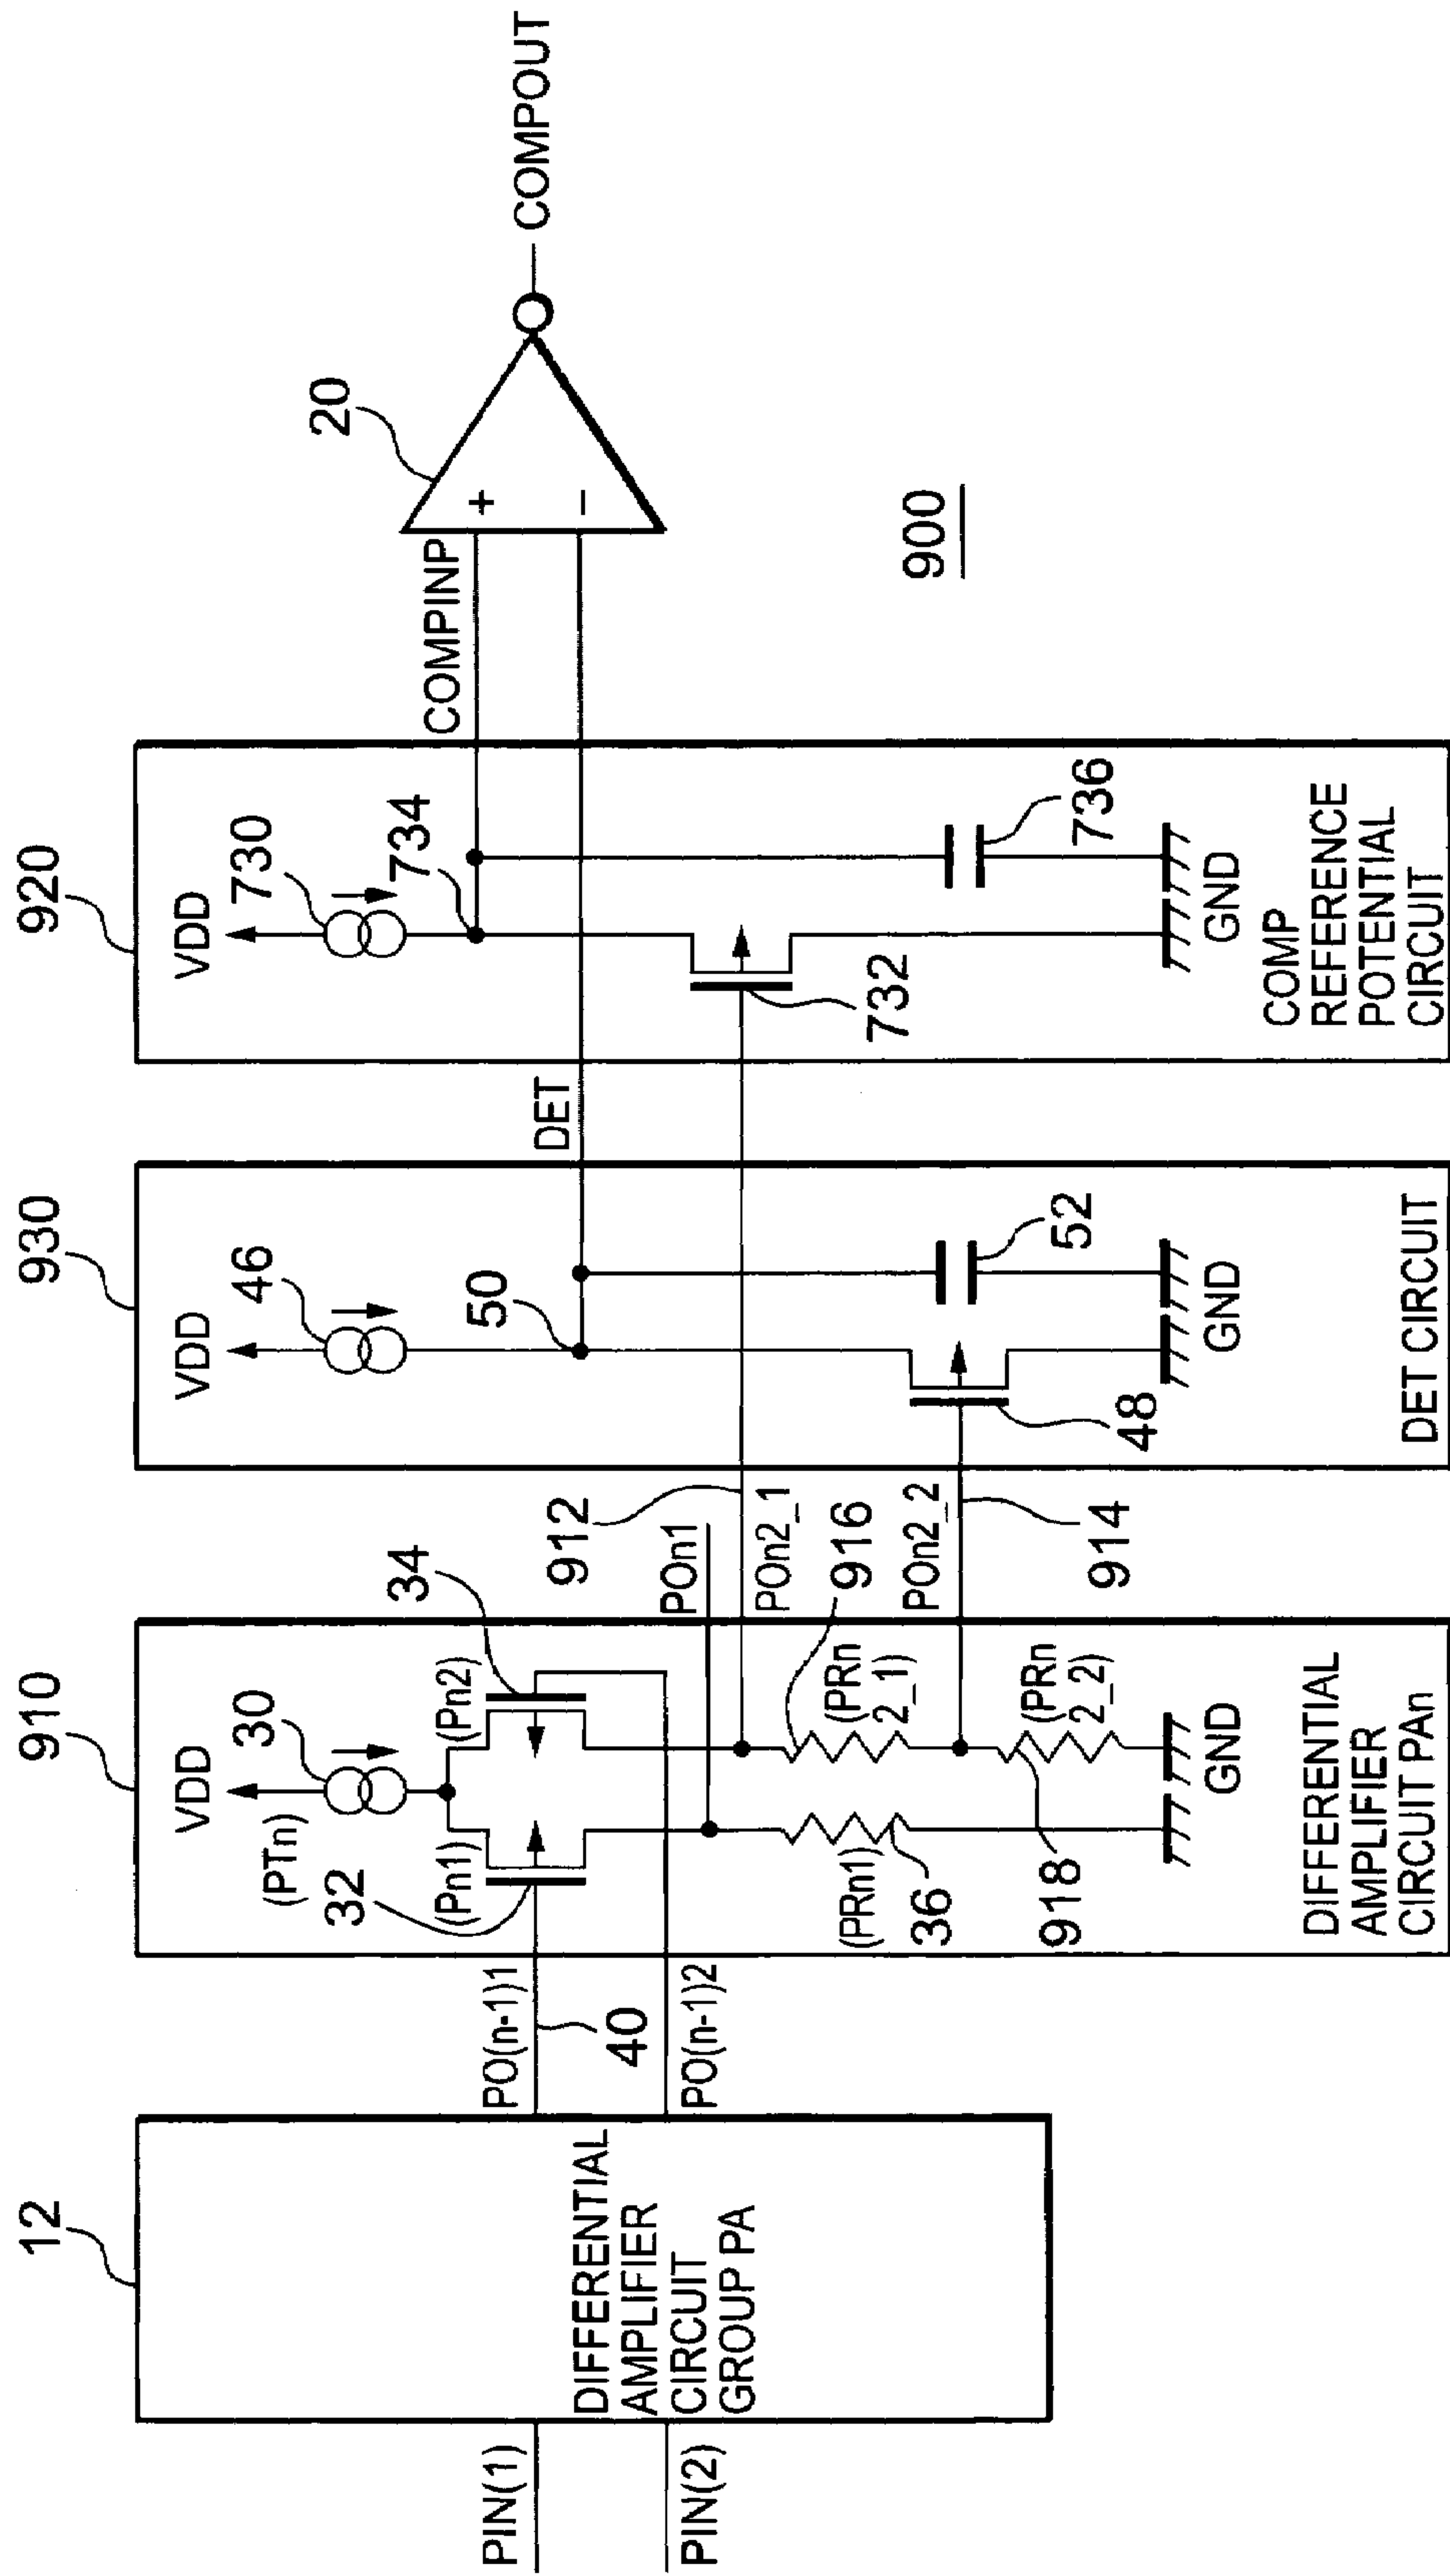 12
910
930
920
PIN(1)
PIN(2)
DIFFERENTIAL
AMPLIFIER
CIRCUIT
GROUP PA
PO(n-1)1
40
PO(n-1)2
VDD
30
(PTn)
32
(Pn1)
(Pn2)
34
(PRn1)
36
918
(PRn
2_1)
916
(PRn
2_2)
GND
DIFFERENTIAL
AMPLIFIER
CIRCUIT PAn
912
POn1
POn2_1
POn2_2
914
VDD
46
50
DET
52
48
GND
DET CIRCUIT
VDD
730
734
732
736
GND
COMP
REFERENCE
POTENTIAL
CIRCUIT
COMPINP
20
+
−
COMPOUT
900